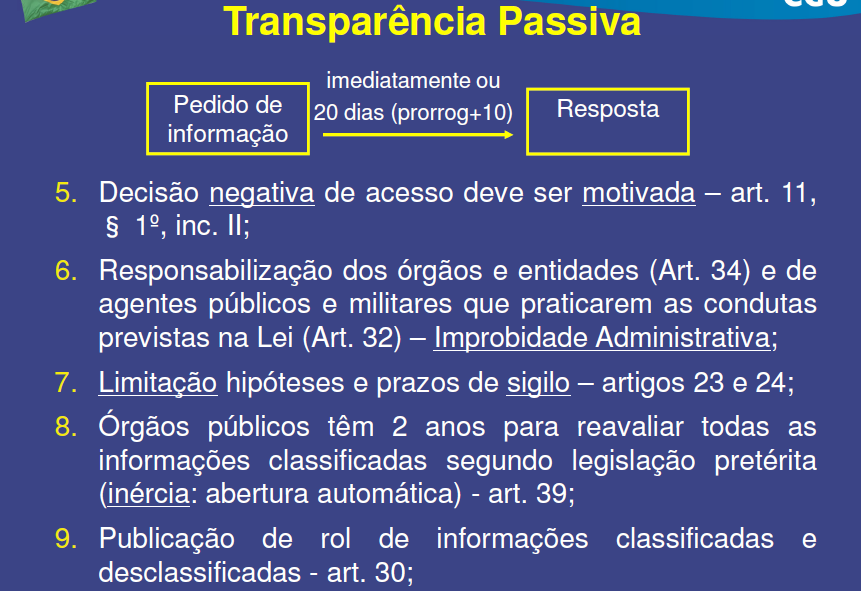 Transparência Passiva
imediatamente ou
20 dias (prorrog+10)
Pedido de
informação
Resposta
5. Decisão negativa de acesso deve ser motivada – art. 11,
§ 1º, inc. II;
6. Responsabilização dos órgãos e entidades (Art. 34) e de
agentes públicos e militares que praticarem as condutas
previstas na Lei (Art. 32) – Improbidade Administrativa;
7. Limitação hipóteses e prazos de sigilo – artigos 23 e 24;
8. Órgãos públicos têm 2 anos para reavaliar todas as
informações classificadas segundo legislação pretérita
(inércia: abertura automática) - art. 39;
9. Publicação de rol de informações classificadas e
desclassificadas - art. 30;